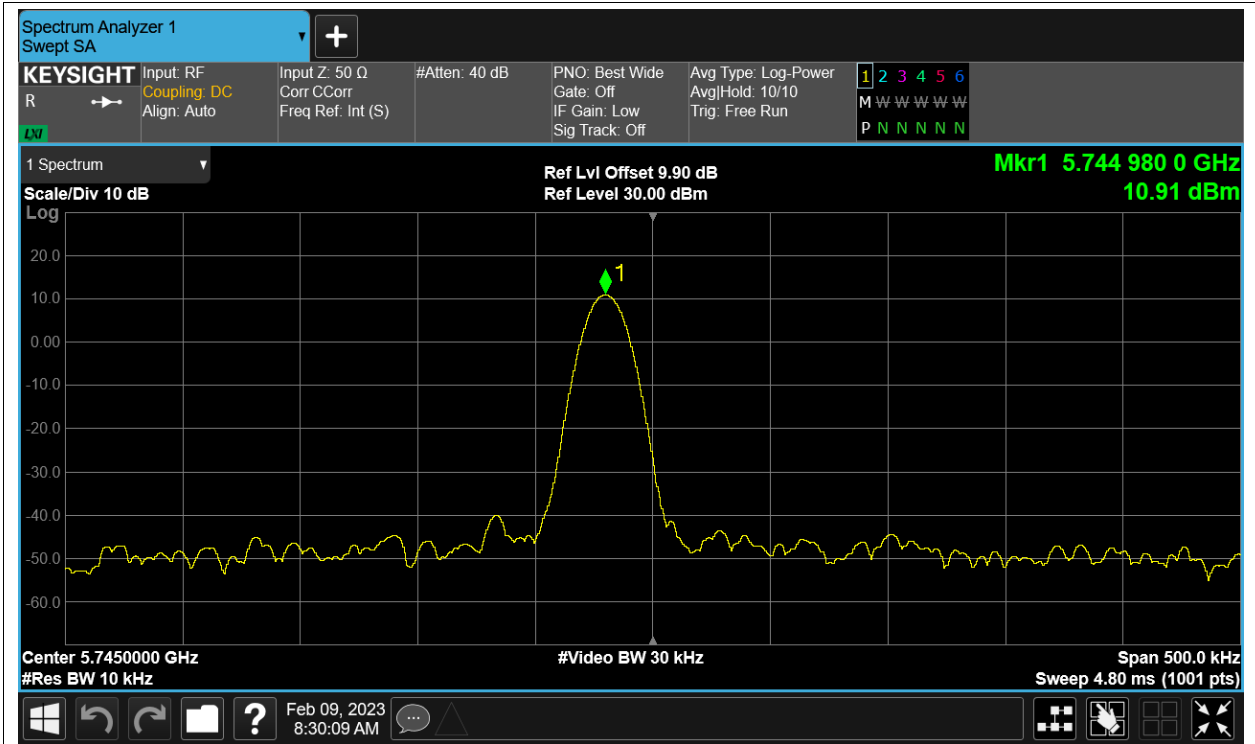 Spectrum Analyzer 1
Swept SA
KEYSIGHT
R
LXI
Input: RF
Coupling: DC
Align: Auto
Input Z: 50 Ω
Corr CCorr
Freq Ref: Int (S)
#Atten: 40 dB
PNO: Best Wide
Gate: Off
IF Gain: Low
Sig Track: Off
Avg Type: Log-Power
Avg|Hold: 10/10
Trig: Free Run
1 2 3 4 5 6
M W W W W W
P N N N N N
1 Spectrum
Scale/Div 10 dB
Log
Ref Lvl Offset 9.90 dB
Ref Level 30.00 dBm
Mkr1 5.744 980 0 GHz
10.91 dBm
1
20.0
10.0
0.00
-10.0
-20.0
-30.0
-40.0
-50.0
-60.0
Center 5.7450000 GHz
#Res BW 10 kHz
#Video BW 30 kHz
Span 500.0 kHz
Sweep 4.80 ms (1001 pts)
?
Feb 09, 2023
8:30:09 AM